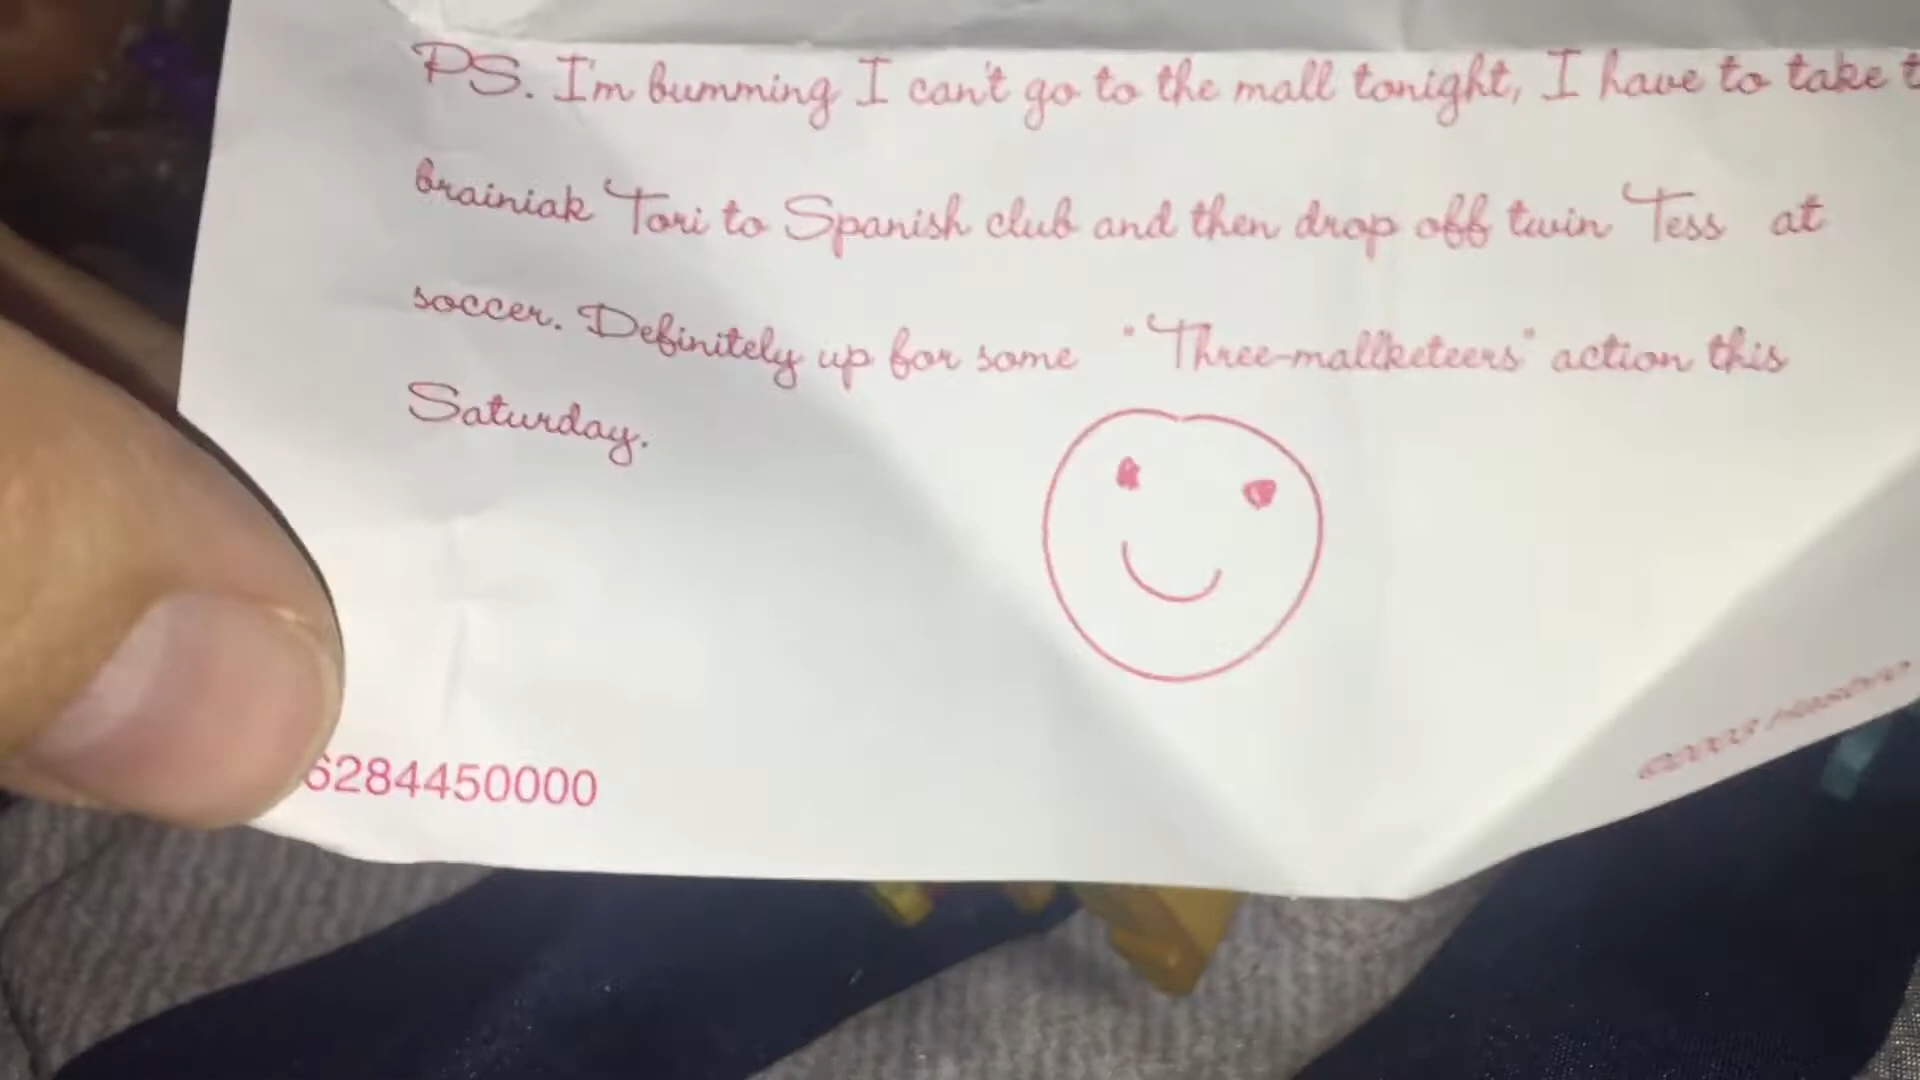 PS. I'm bumming I can't go to the mall tonight, I have to take t
brainiak Tori to Spanish club and then drop off twin Tess at
soccer. Definitely up for some "Three-mallketeers" action this
Saturday.
6284450000